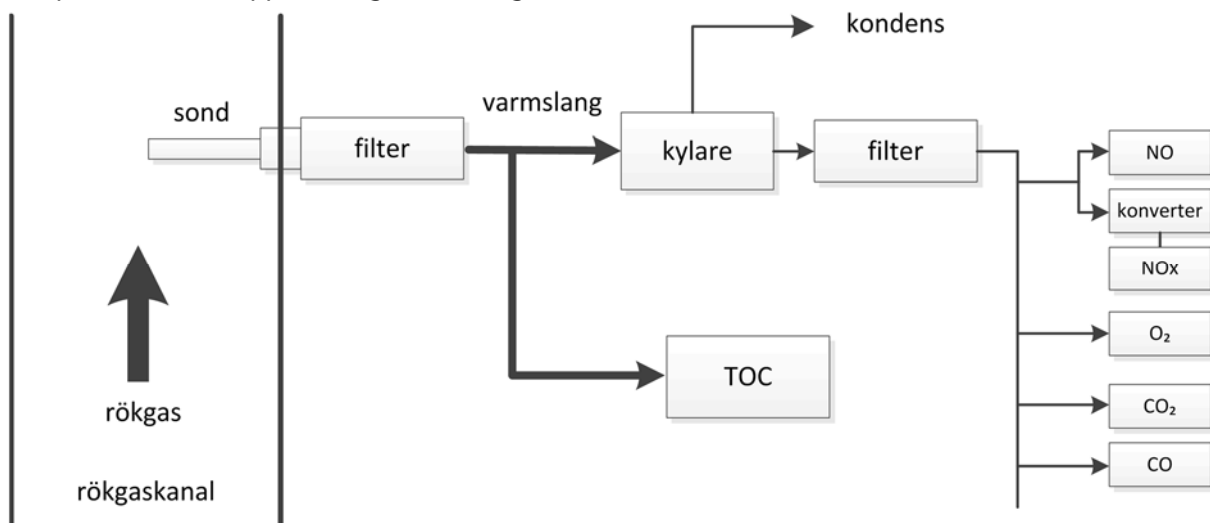 kondens
varmslang
sond
filter
kylare
filter
NO
konverter
NOx
O₂
TOC
CO₂
rökgas
CO
rökgaskanal